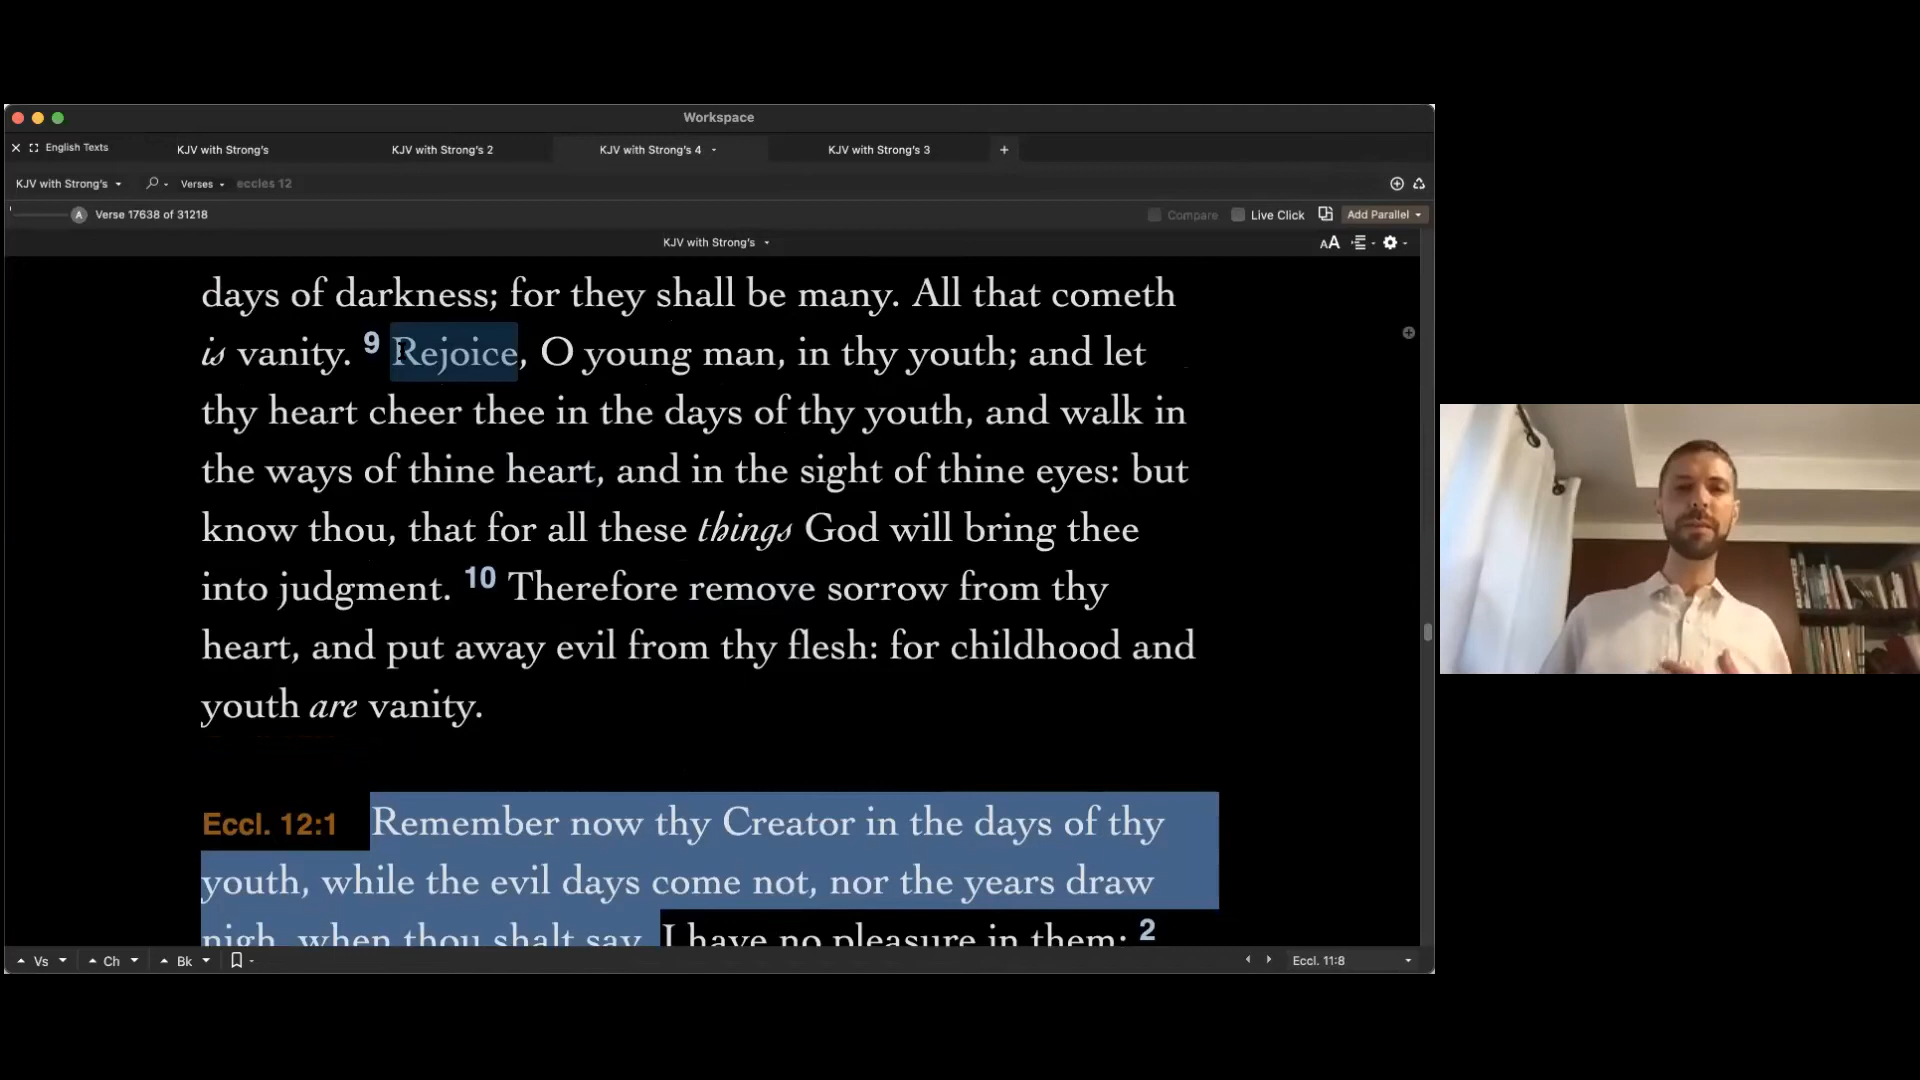 Workspace
English Texts
KJV with Strong's
KJV with Strong's 2
KJV with Strong's 4
KJV with Strong's 3
KJV with Strong's
Verses
eccles 12
A Verse 17638 of 31218
Compare
Live Click
Add Parallel
KJV with Strong's
AA
days of darkness; for they shall be many. All that cometh
is vanity. 9 Rejoice, O young man, in thy youth; and let
thy heart cheer thee in the days of thy youth, and walk in
the ways of thine heart, and in the sight of thine eyes: but
know thou, that for all these things God will bring thee
into judgment. 10 Therefore remove sorrow from thy
heart, and put away evil from thy flesh: for childhood and
youth are vanity.
Eccl. 12:1 Remember now thy Creator in the days of thy
youth, while the evil days come not, nor the years draw
nigh, when thou shalt say, I have no pleasure in them; 2
Vs
Ch
Bk
Eccl. 11:8